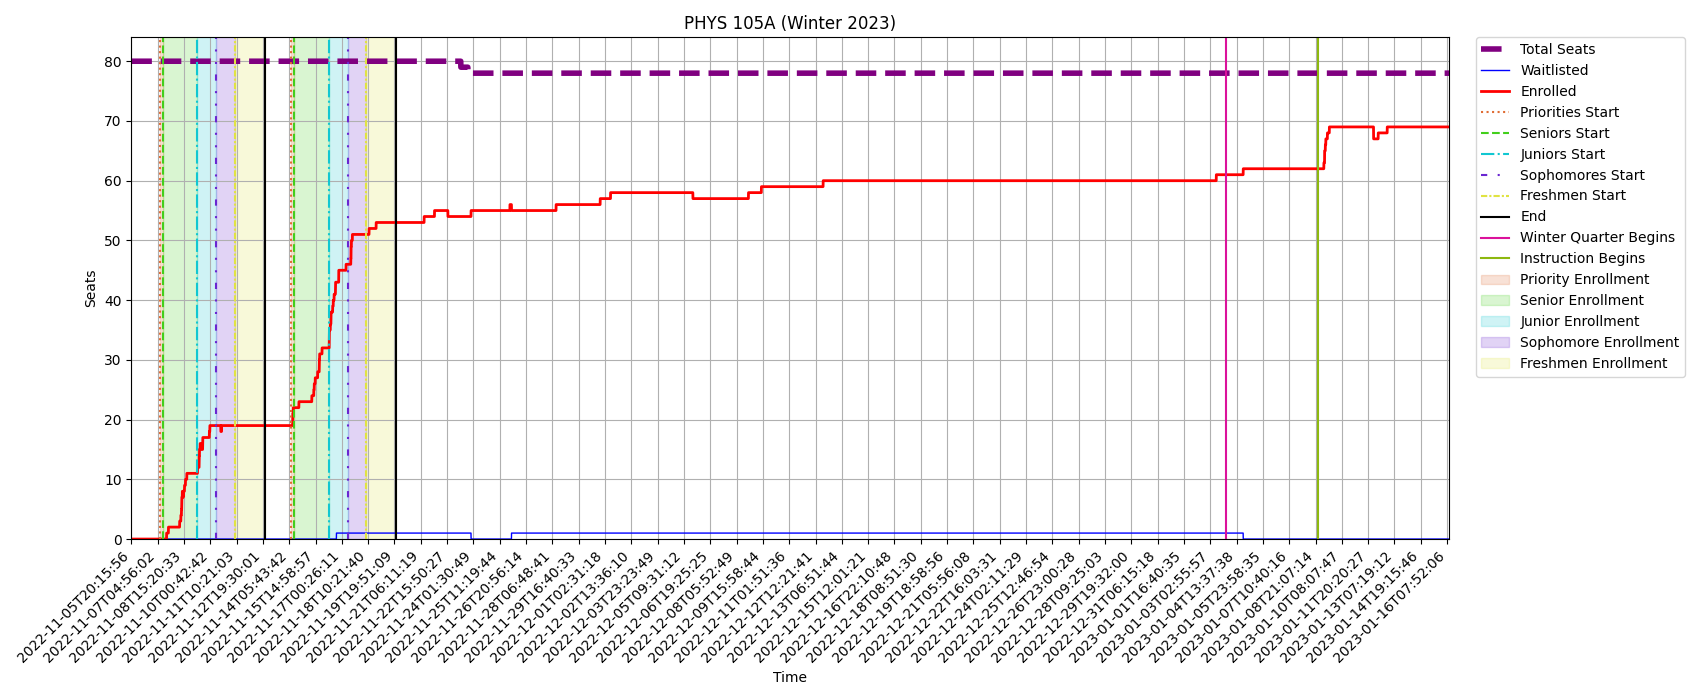 PHYS 105A (Winter 2023)
Seats
80
70
60
50
40
30
20
10
0
2022-11-05T20:15:56
2022-11-07T04:56:02
2022-11-08T15:20:33
2022-11-10T00:42:42
2022-11-11T10:21:03
2022-11-12T19:30:01
2022-11-14T05:43:42
2022-11-15T14:58:57
2022-11-17T00:26:11
2022-11-18T10:21:40
2022-11-19T19:51:09
2022-11-21T06:11:19
2022-11-22T15:50:27
2022-11-24T01:30:49
2022-11-25T11:19:44
2022-11-26T20:56:14
2022-11-28T06:48:41
2022-11-29T16:40:33
2022-12-01T02:31:18
2022-12-02T13:36:10
2022-12-03T23:23:49
2022-12-05T09:31:12
2022-12-06T19:25:25
2022-12-08T05:52:49
2022-12-09T15:58:44
2022-12-11T01:51:36
2022-12-12T12:21:41
2022-12-13T06:51:44
2022-12-15T12:01:21
2022-12-16T22:10:48
2022-12-18T08:51:30
2022-12-19T18:58:56
2022-12-21T05:56:08
2022-12-22T16:03:31
2022-12-24T02:11:29
2022-12-25T12:46:54
2022-12-26T23:00:28
2022-12-28T09:25:03
2022-12-29T19:32:00
2022-12-31T06:15:18
2023-01-01T16:40:35
2023-01-03T02:55:57
2023-01-04T13:37:38
2023-01-05T23:58:35
2023-01-07T10:40:16
2023-01-08T21:07:14
2023-01-10T08:07:47
2023-01-11T20:20:27
2023-01-13T07:19:12
2023-01-14T19:15:46
2023-01-16T07:52:06
Time
Total Seats
Waitlisted
Enrolled
Priorities Start
Seniors Start
Juniors Start
Sophomores Start
Freshmen Start
End
Winter Quarter Begins
Instruction Begins
Priority Enrollment
Senior Enrollment
Junior Enrollment
Sophomore Enrollment
Freshmen Enrollment